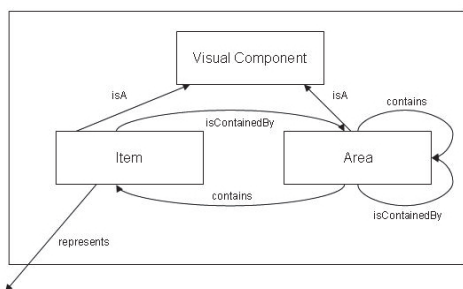 Visual Component
isA
isA
contains
isContainedBy
Item
Area
contains
isContainedBy
represents